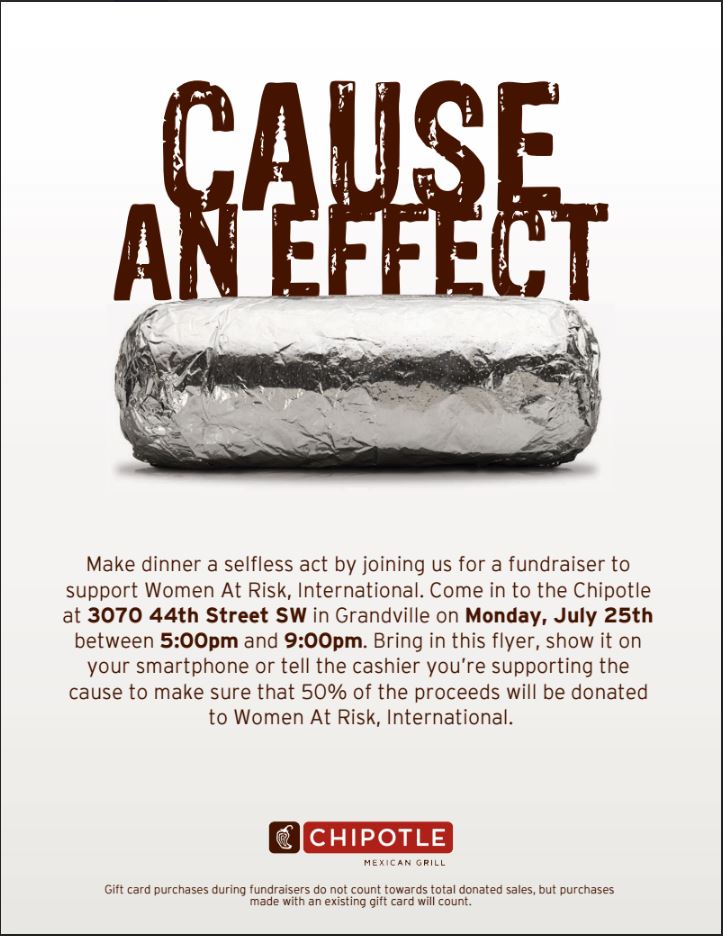 CAUSE
AN EFFECT
Make dinner a selfless act by joining us for a fundraiser to
support Women At Risk, International. Come in to the Chipotle
at 3070 44th Street SW in Grandville on Monday, July 25th
between 5:00pm and 9:00pm. Bring in this flyer, show it on
your smartphone or tell the cashier you’re supporting the
cause to make sure that 50% of the proceeds will be donated
to Women At Risk, International.
CHIPOTLE
MEXICAN GRILL
Gift card purchases during fundraisers do not count towards total donated sales, but purchases
made with an existing gift card will count.